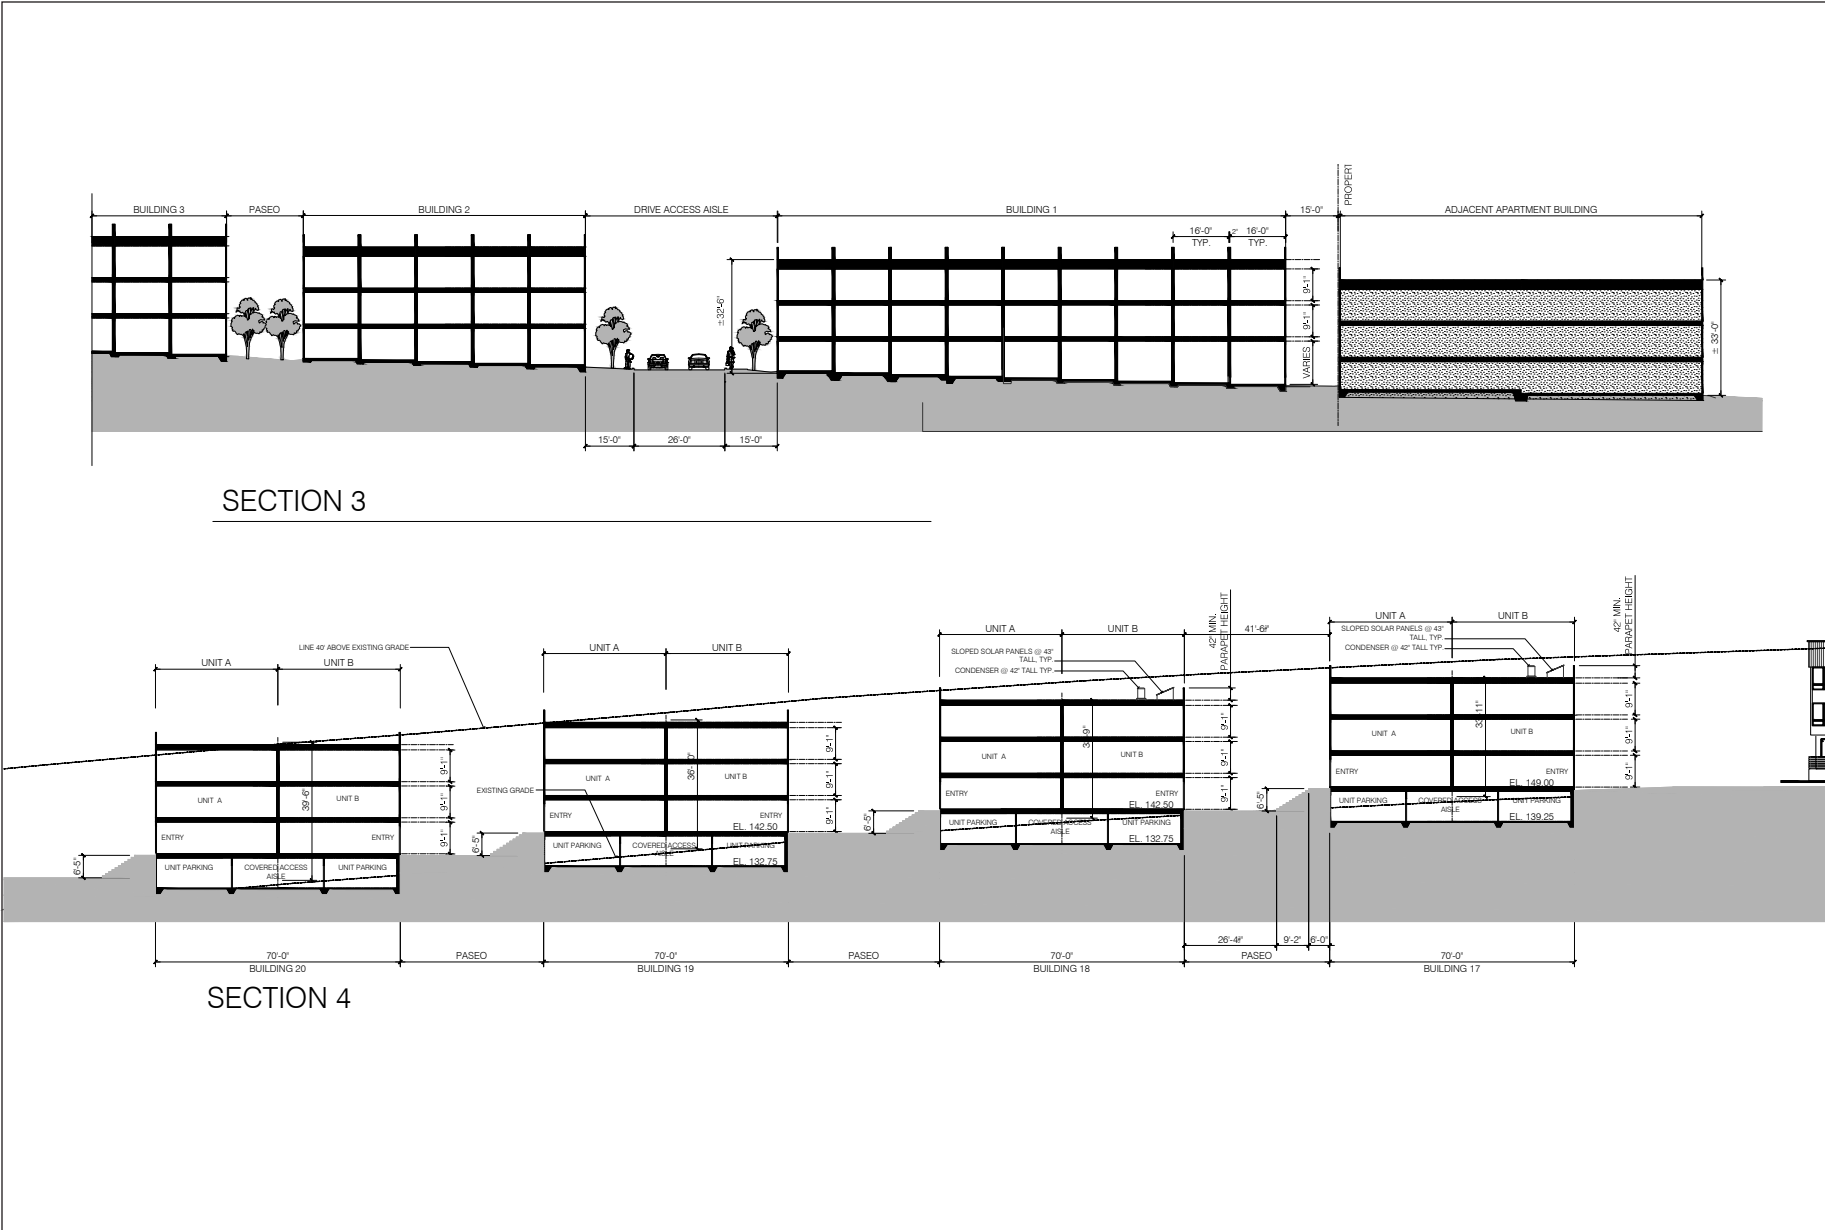 PROPERT
BUILDING 3
PASEO
BUILDING 2
DRIVE ACCESS AISLE
BUILDING 1
15'-0"
ADJACENT APARTMENT BUILDING
16'-0"
TYP.
2"
16'-0"
TYP.
± 32'-6"
9'-1"
9'-1"
VARIES
± 33'-0"
15'-0"
26'-0"
15'-0"
SECTION 3
42" MIN.
PARAPET HEIGHT
42" MIN.
PARAPET HEIGHT
UNIT A
UNIT B
UNIT A
UNIT B
41'-6"
SLOPED SOLAR PANELS @ 43"
TALL, TYP.
CONDENSER @ 42" TALL TYP.
LINE 40' ABOVE EXISTING GRADE
UNIT A
UNIT B
SLOPED SOLAR PANELS @ 43"
TALL, TYP.
CONDENSER @ 42" TALL TYP.
UNIT A
UNIT B
9'-1"
9'-1"
9'-1"
33'-11"
UNIT A
UNIT B
ENTRY
ENTRY
EL. 149.00
UNIT PARKING
COVERED ACCESS
AISLE
UNIT PARKING
EL. 139.25
6'-5"
9'-1"
9'-1"
9'-1"
UNIT A
UNIT B
ENTRY
ENTRY
EL. 142.50
UNIT PARKING
COVERED ACCESS
AISLE
UNIT PARKING
EL. 132.75
6'-5"
9'-1"
9'-1"
9'-1"
UNIT A
UNIT B
EXISTING GRADE
ENTRY
ENTRY
EL. 142.50
UNIT PARKING
COVERED ACCESS
AISLE
UNIT PARKING
EL. 132.75
6'-5"
9'-1"
9'-1"
9'-1"
39'-6"
UNIT A
UNIT B
ENTRY
ENTRY
UNIT PARKING
COVERED ACCESS
AISLE
UNIT PARKING
6'-5"
26'-4"
9'-2"
6'-0"
70'-0"
PASEO
70'-0"
PASEO
70'-0"
PASEO
70'-0"
BUILDING 20
BUILDING 19
BUILDING 18
BUILDING 17
SECTION 4